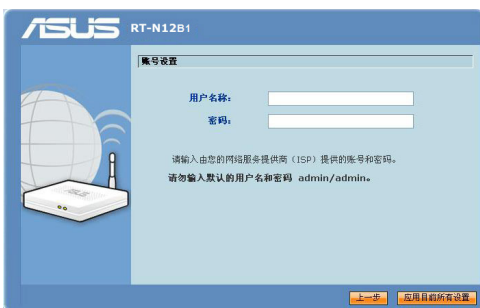 ASUS RT-N12B1
账号设置
用户名称:
密码:
请输入由您的网络服务提供商（ISP）提供的账号和密码。
请勿输入默认的用户名和密码 admin/admin。
上一步 应用目前所有设置